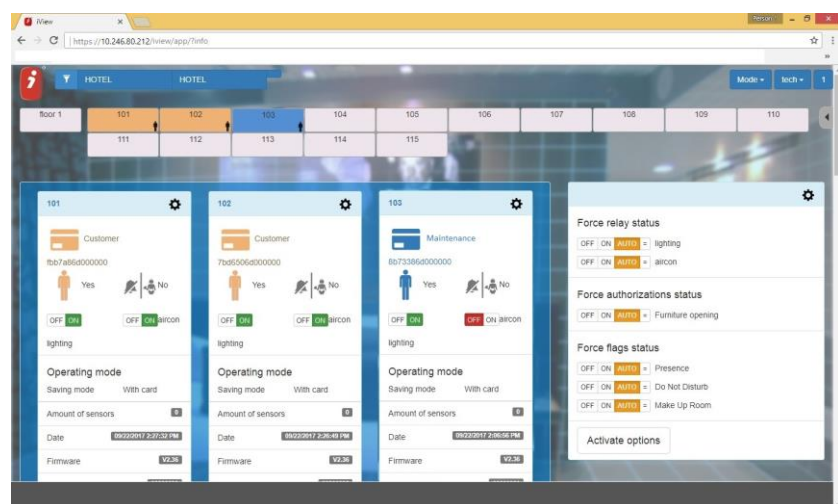 iView
Person
https://10.246.80.212/iview/app/?info
HOTEL HOTEL
Mode tech 1
floor 1 101 102 103 104 105 106 107 108 109 110
111 112 113 114 115
101
Customer
fbb7a86d000000
Yes No
OFF ON OFF ON aircon
lighting
Operating mode
Saving mode With card
Amount of sensors 0
Date 09/22/2017 2:27:32 PM
Firmware V2.36
102
Customer
7bd6506d000000
Yes No
OFF ON OFF ON aircon
lighting
Operating mode
Saving mode With card
Amount of sensors 0
Date 09/22/2017 2:26:49 PM
Firmware V2.36
103
Maintenance
8b73386d000000
Yes No
OFF ON OFF ON aircon
lighting
Operating mode
Saving mode With card
Amount of sensors 0
Date 09/22/2017 2:06:56 PM
Firmware V2.36
Force relay status
OFF ON AUTO = lighting
OFF ON AUTO = aircon
Force authorizations status
OFF ON AUTO = Furniture opening
Force flags status
OFF ON AUTO = Presence
OFF ON AUTO = Do Not Disturb
OFF ON AUTO = Make Up Room
Activate options